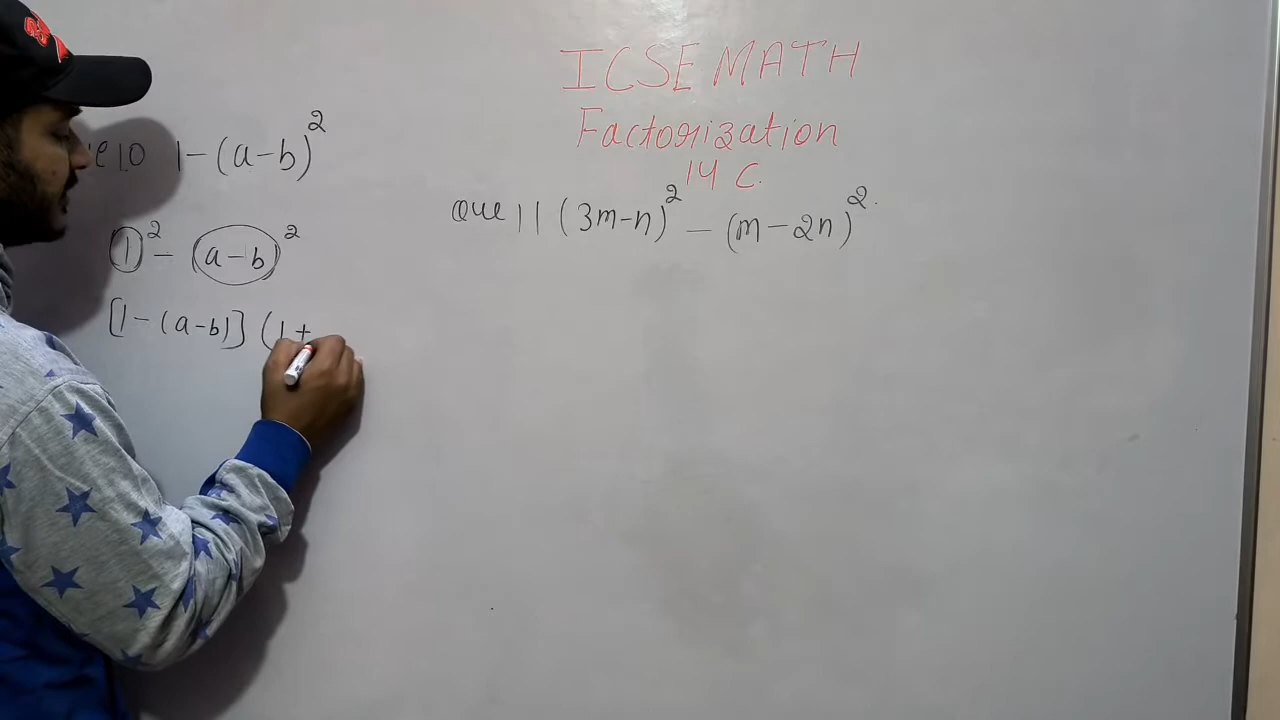 ICSE MATH
Factorization
14 C.
10 1-(a-b)²
(1)² - (a-b)²
[1-(a-b)] (1+
Que 11 (3m-n)² - (m-2n)².